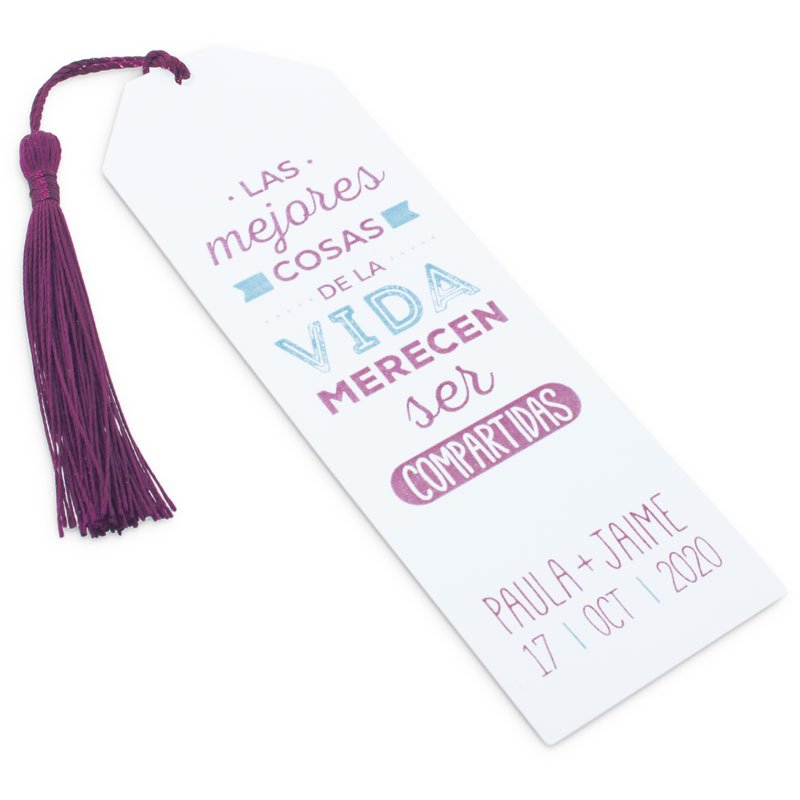 · LAS ·
mejores
COSAS
DE LA
VIDA
MERECEN
ser
COMPARTIDAS
PAULA + JAIME
17 | OCT | 2020